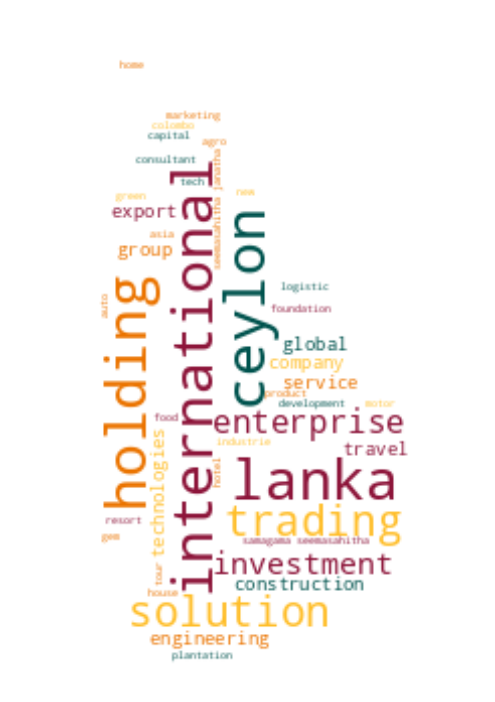 home
marketing
colombo
capital
agro
consultant
tech
seemasahitha janatha
green
new
export
international
asia
group
ceylon
holding
auto
logistic
foundation
global
company
service
product
development
motor
food
enterprise
industrie
travel
technologies
hotel
lanka
trading
resort
gem
samagama seemasahitha
investment
tour
construction
house
solution
engineering
plantation